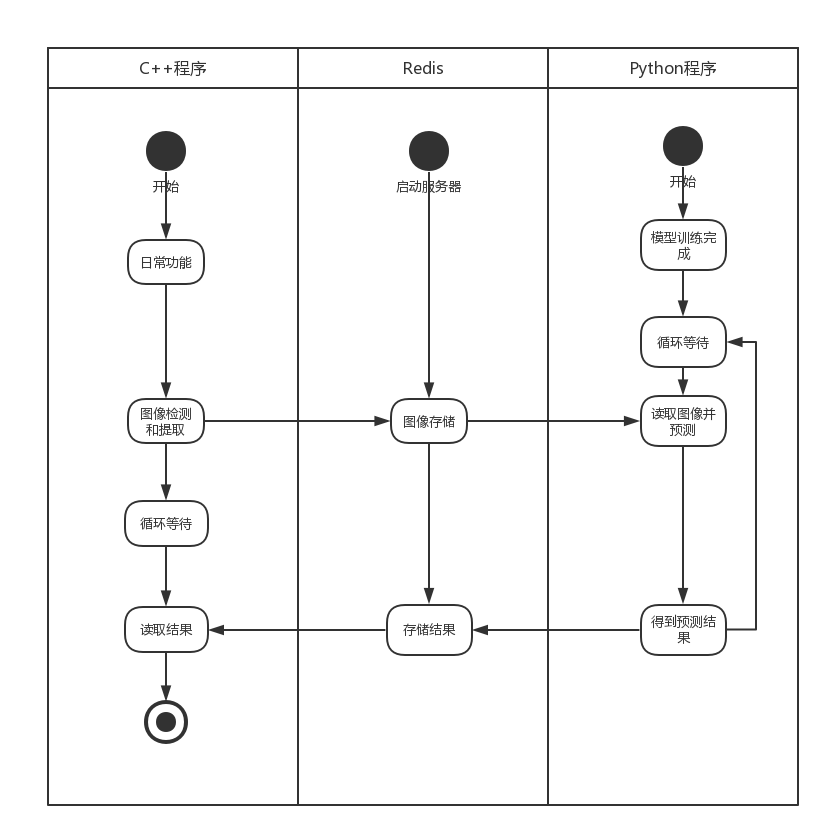 C++程序
Redis
Python程序
开始
启动服务器
开始
日常功能
模型训练完
成
循环等待
图像检测
和提取
图像存储
读取图像并
预测
循环等待
读取结果
存储结果
得到预测结
果